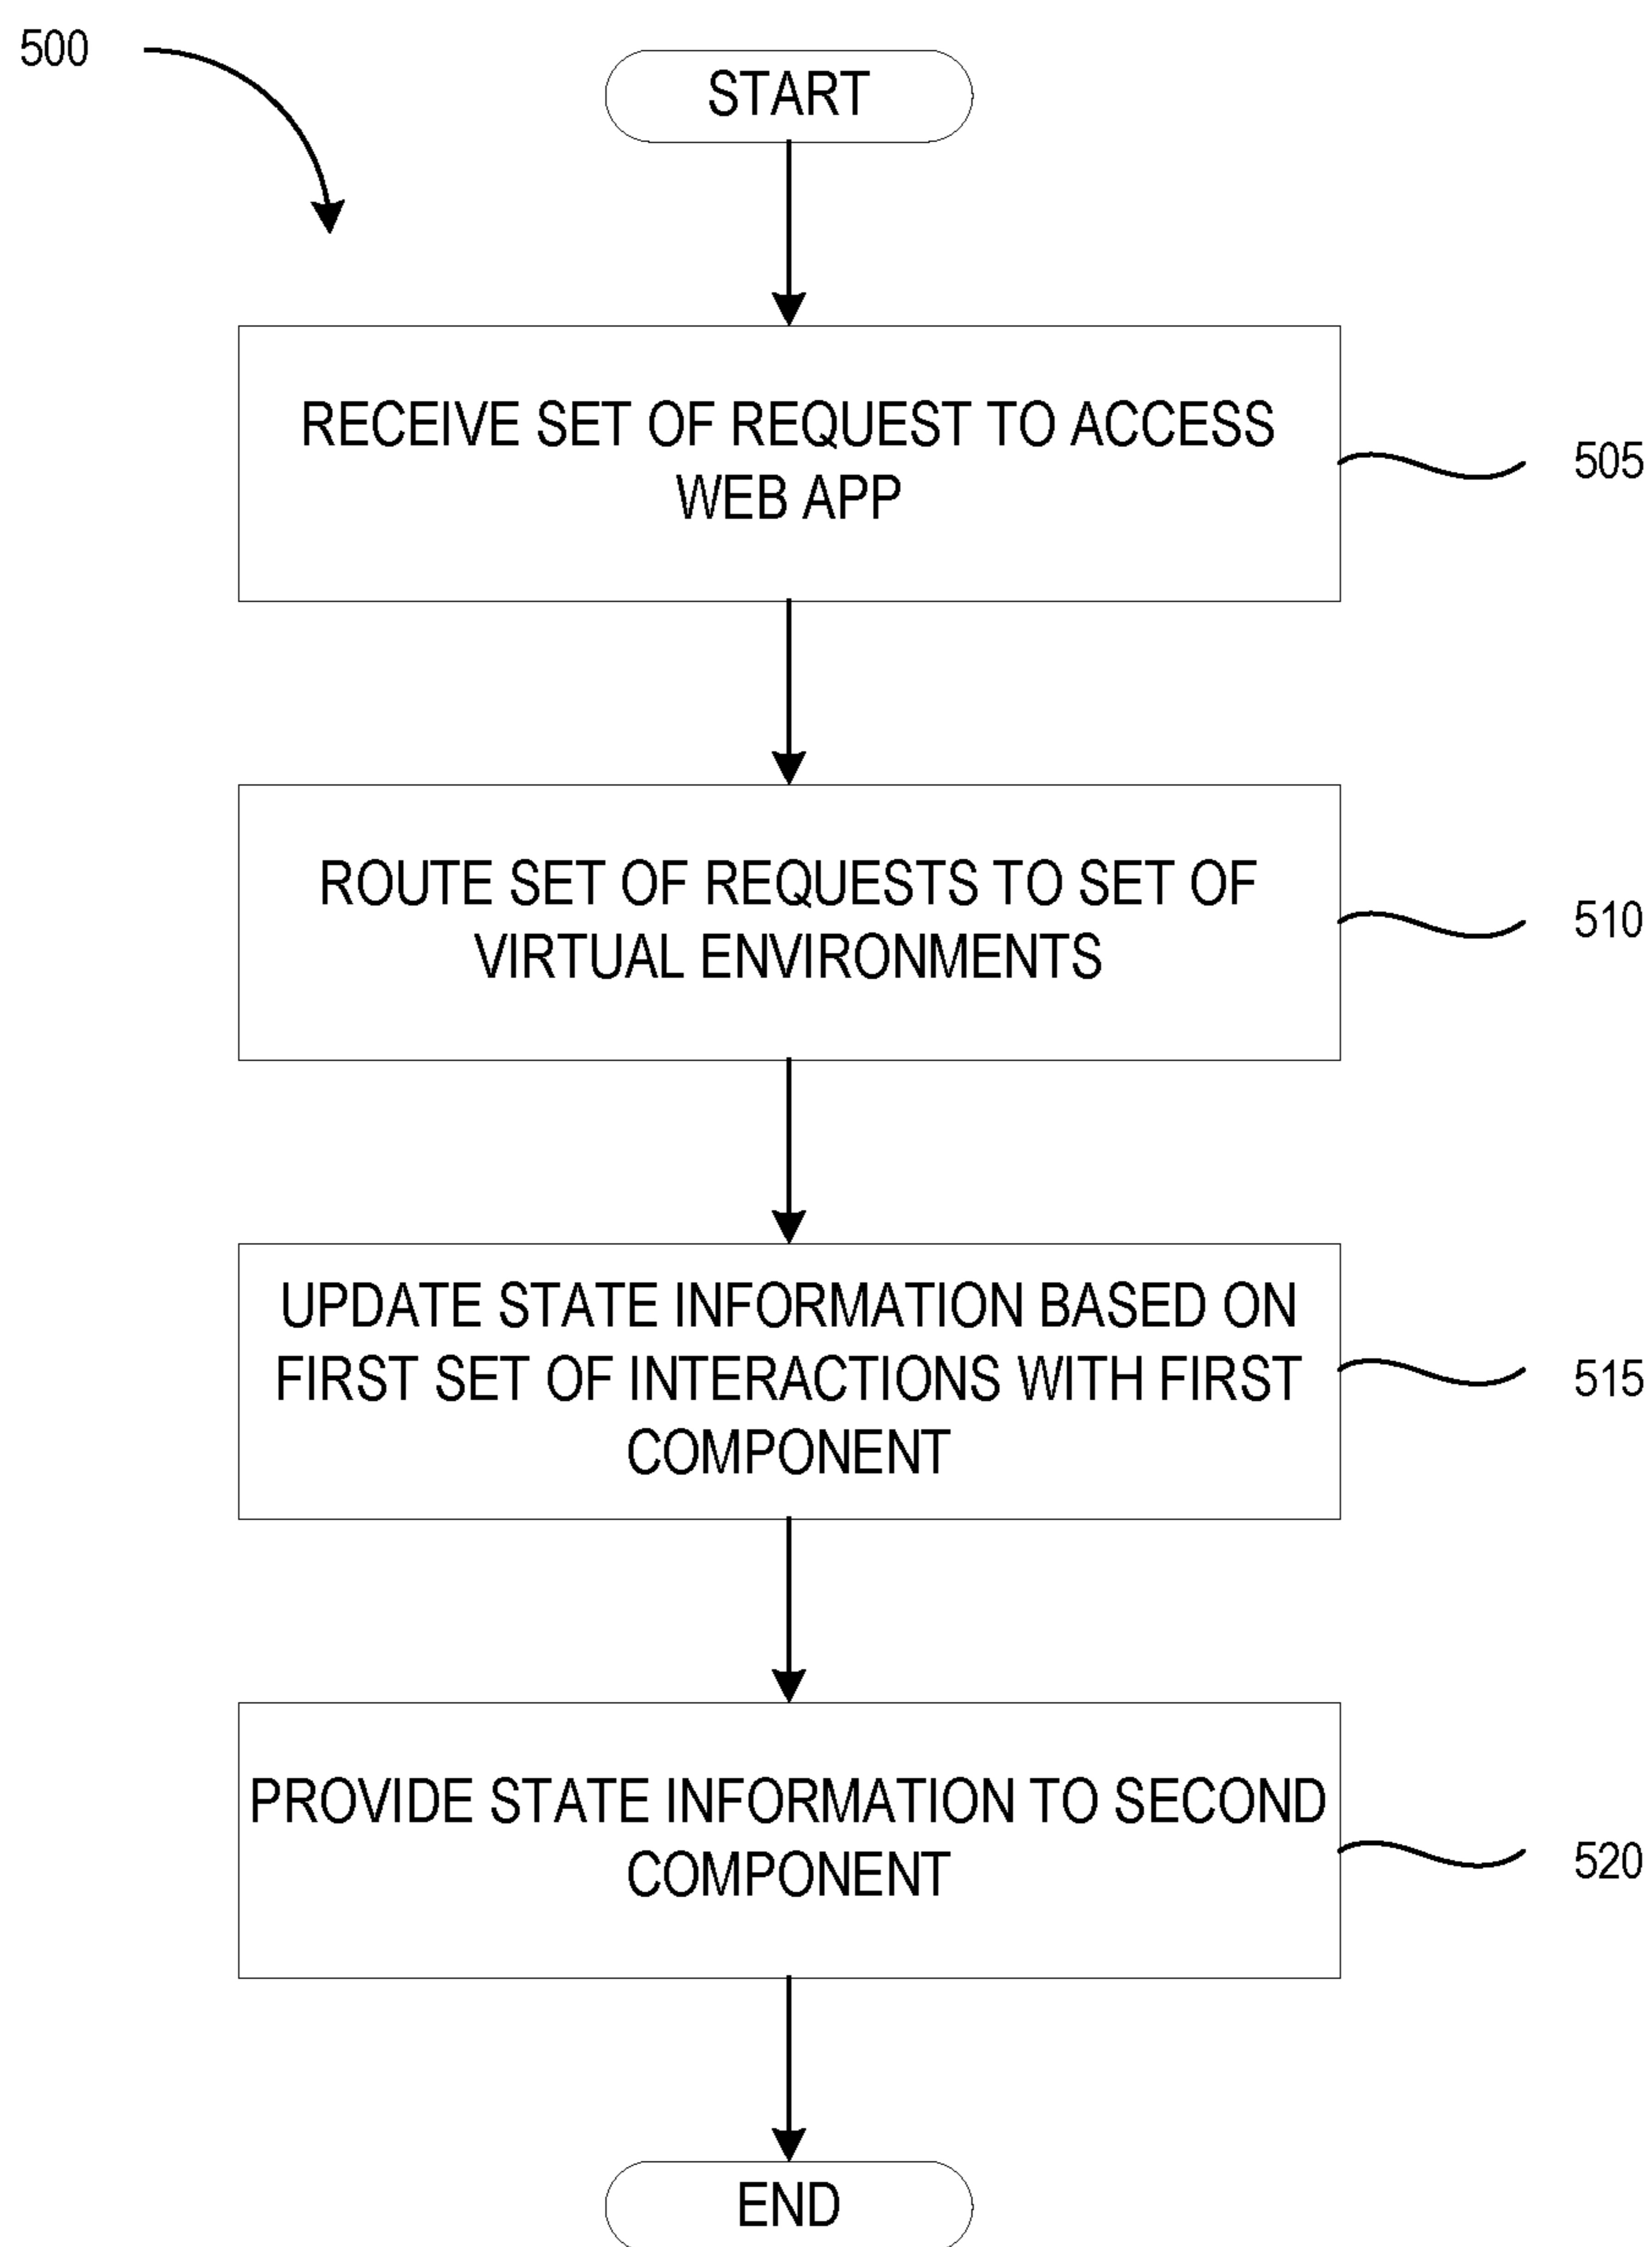 500
START
RECEIVE SET OF REQUEST TO ACCESS
WEB APP
505
ROUTE SET OF REQUESTS TO SET OF
VIRTUAL ENVIRONMENTS
510
UPDATE STATE INFORMATION BASED ON
FIRST SET OF INTERACTIONS WITH FIRST
COMPONENT
515
PROVIDE STATE INFORMATION TO SECOND
COMPONENT
520
END